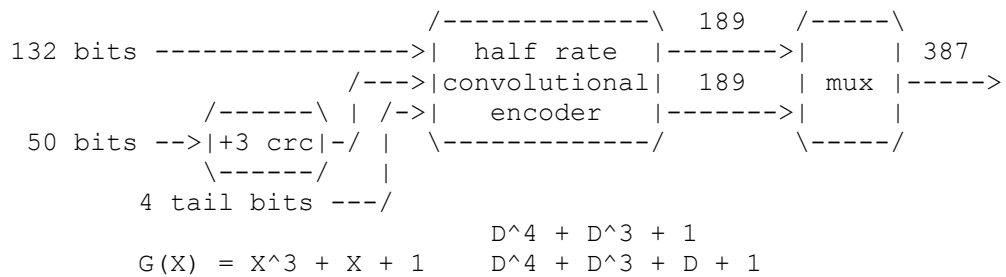 /-------------\  189   /-----\
132 bits ---------------->|  half rate  |------->|     | 387
                     /--->|convolutional|  189   | mux |----->
            /------\ | /->|   encoder   |------->|     |
 50 bits -->|+3 crc|-/ |  \-------------/        \-----/
            \------/   |
        4 tail bits ---/
                              D^4 + D^3 + 1
        G(X) = X^3 + X + 1    D^4 + D^3 + D + 1